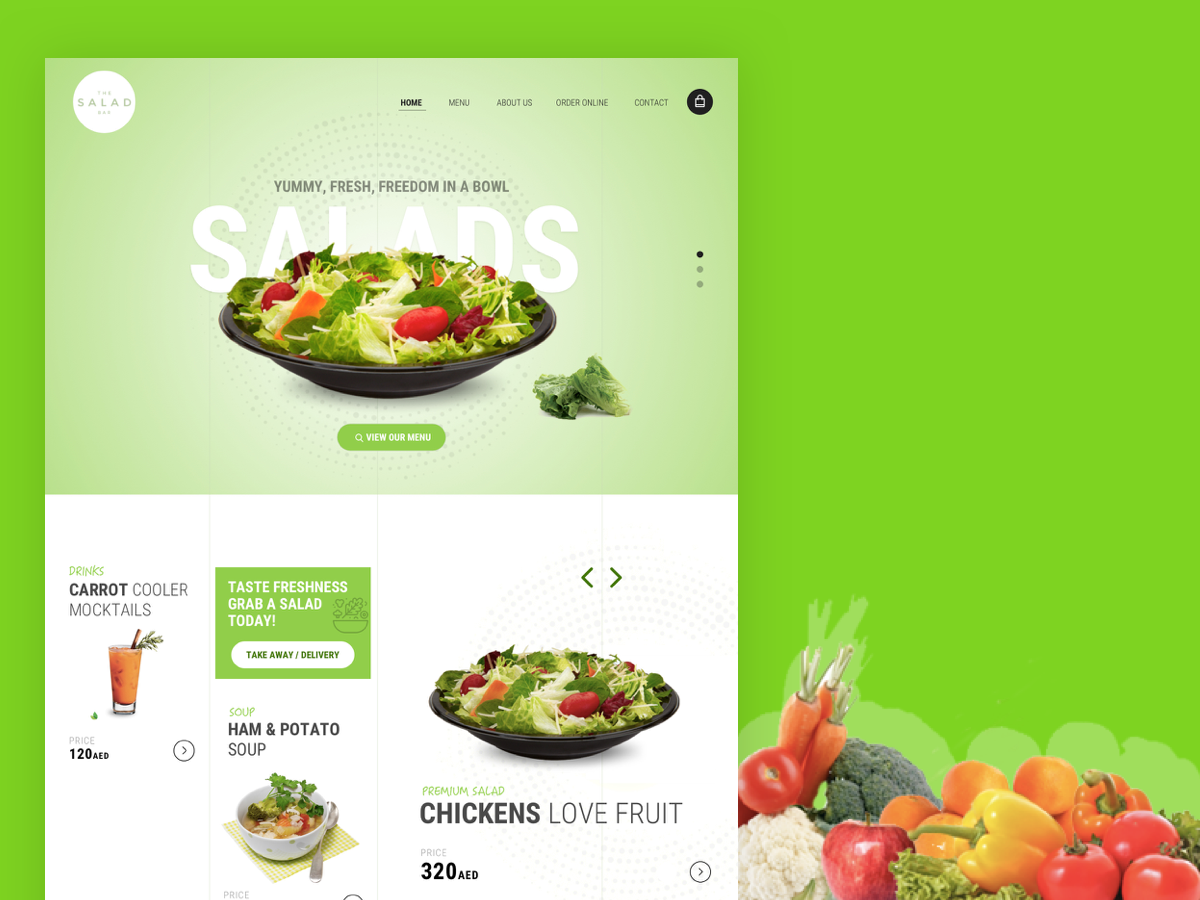 THE
SALAD
BAR
HOME
MENU
ABOUT US
ORDER ONLINE
CONTACT
YUMMY, FRESH, FREEDOM IN A BOWL
SALADS
VIEW OUR MENU
DRINKS
CARROT COOLER
MOCKTAILS
PRICE
120AED
TASTE FRESHNESS
GRAB A SALAD
TODAY!
TAKE AWAY / DELIVERY
SOUP
HAM & POTATO
SOUP
PRICE
PREMIUM SALAD
CHICKENS LOVE FRUIT
PRICE
320AED